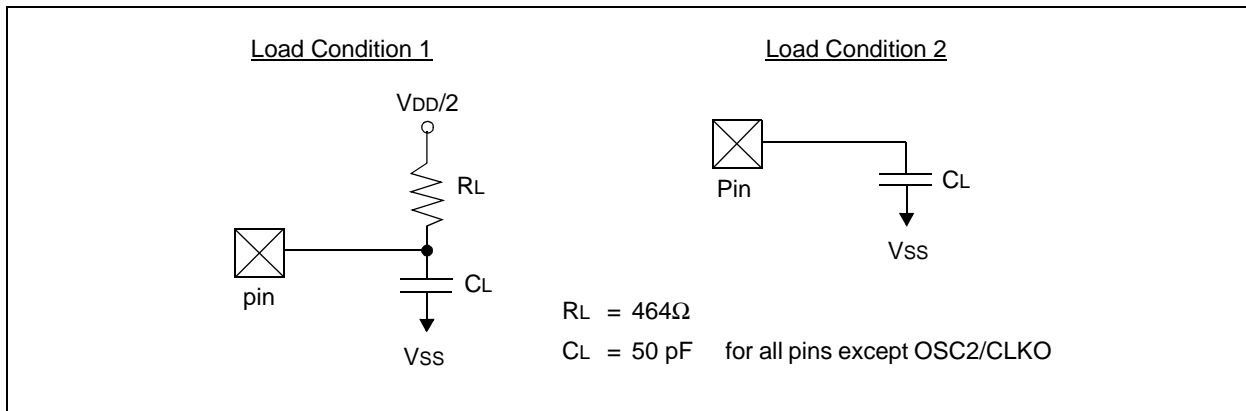 Load Condition 1
VDD/2
RL
pin
CL
VSS
Load Condition 2
Pin
CL
VSS
RL = 464Ω
CL = 50 pF for all pins except OSC2/CLKO